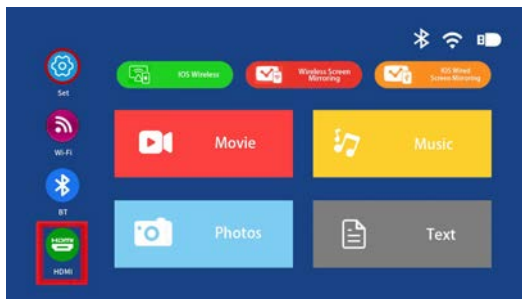 IOS Wireless
Wireless Screen
Mirroring
IOS Wired
Screen Mirroring
Set
Wi-Fi
BT
HDMI
HDMI
Movie
Music
Photos
Text